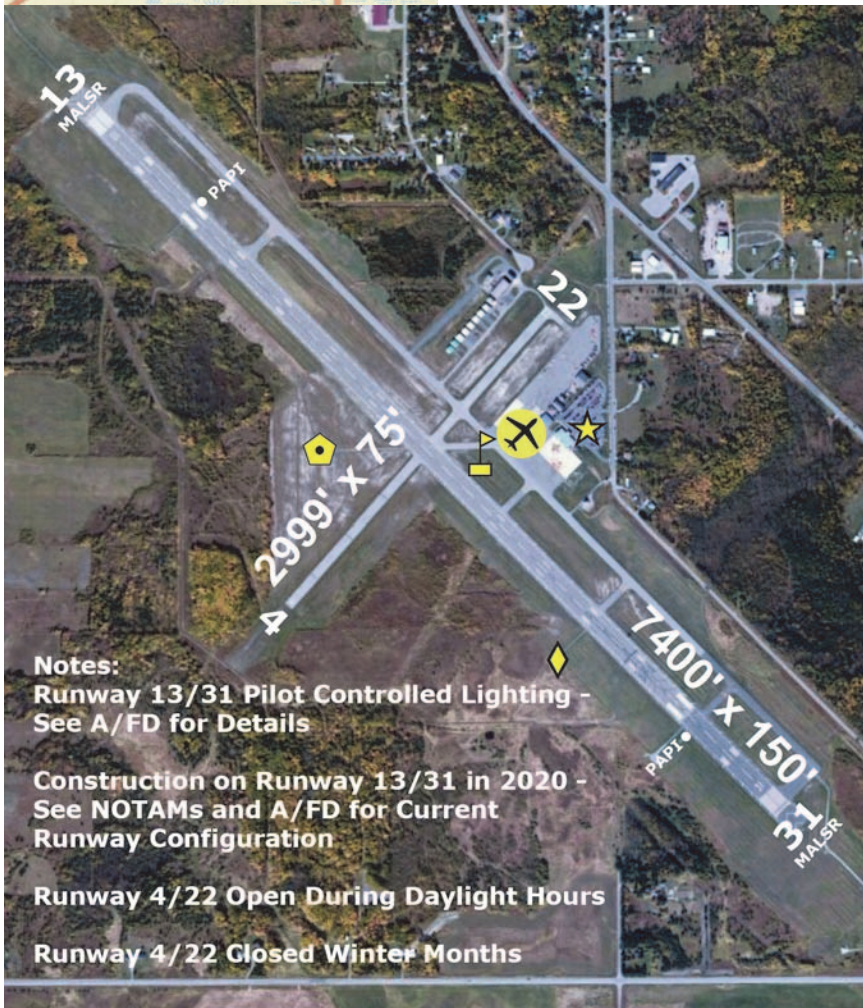 13
MALSR
PAPI
22
2999' x 75'
4
7400' x 150'
PAPI
31
MALSR
Notes:
Runway 13/31 Pilot Controlled Lighting -
See A/FD for Details
Construction on Runway 13/31 in 2020 -
See NOTAMs and A/FD for Current
Runway Configuration
Runway 4/22 Open During Daylight Hours
Runway 4/22 Closed Winter Months